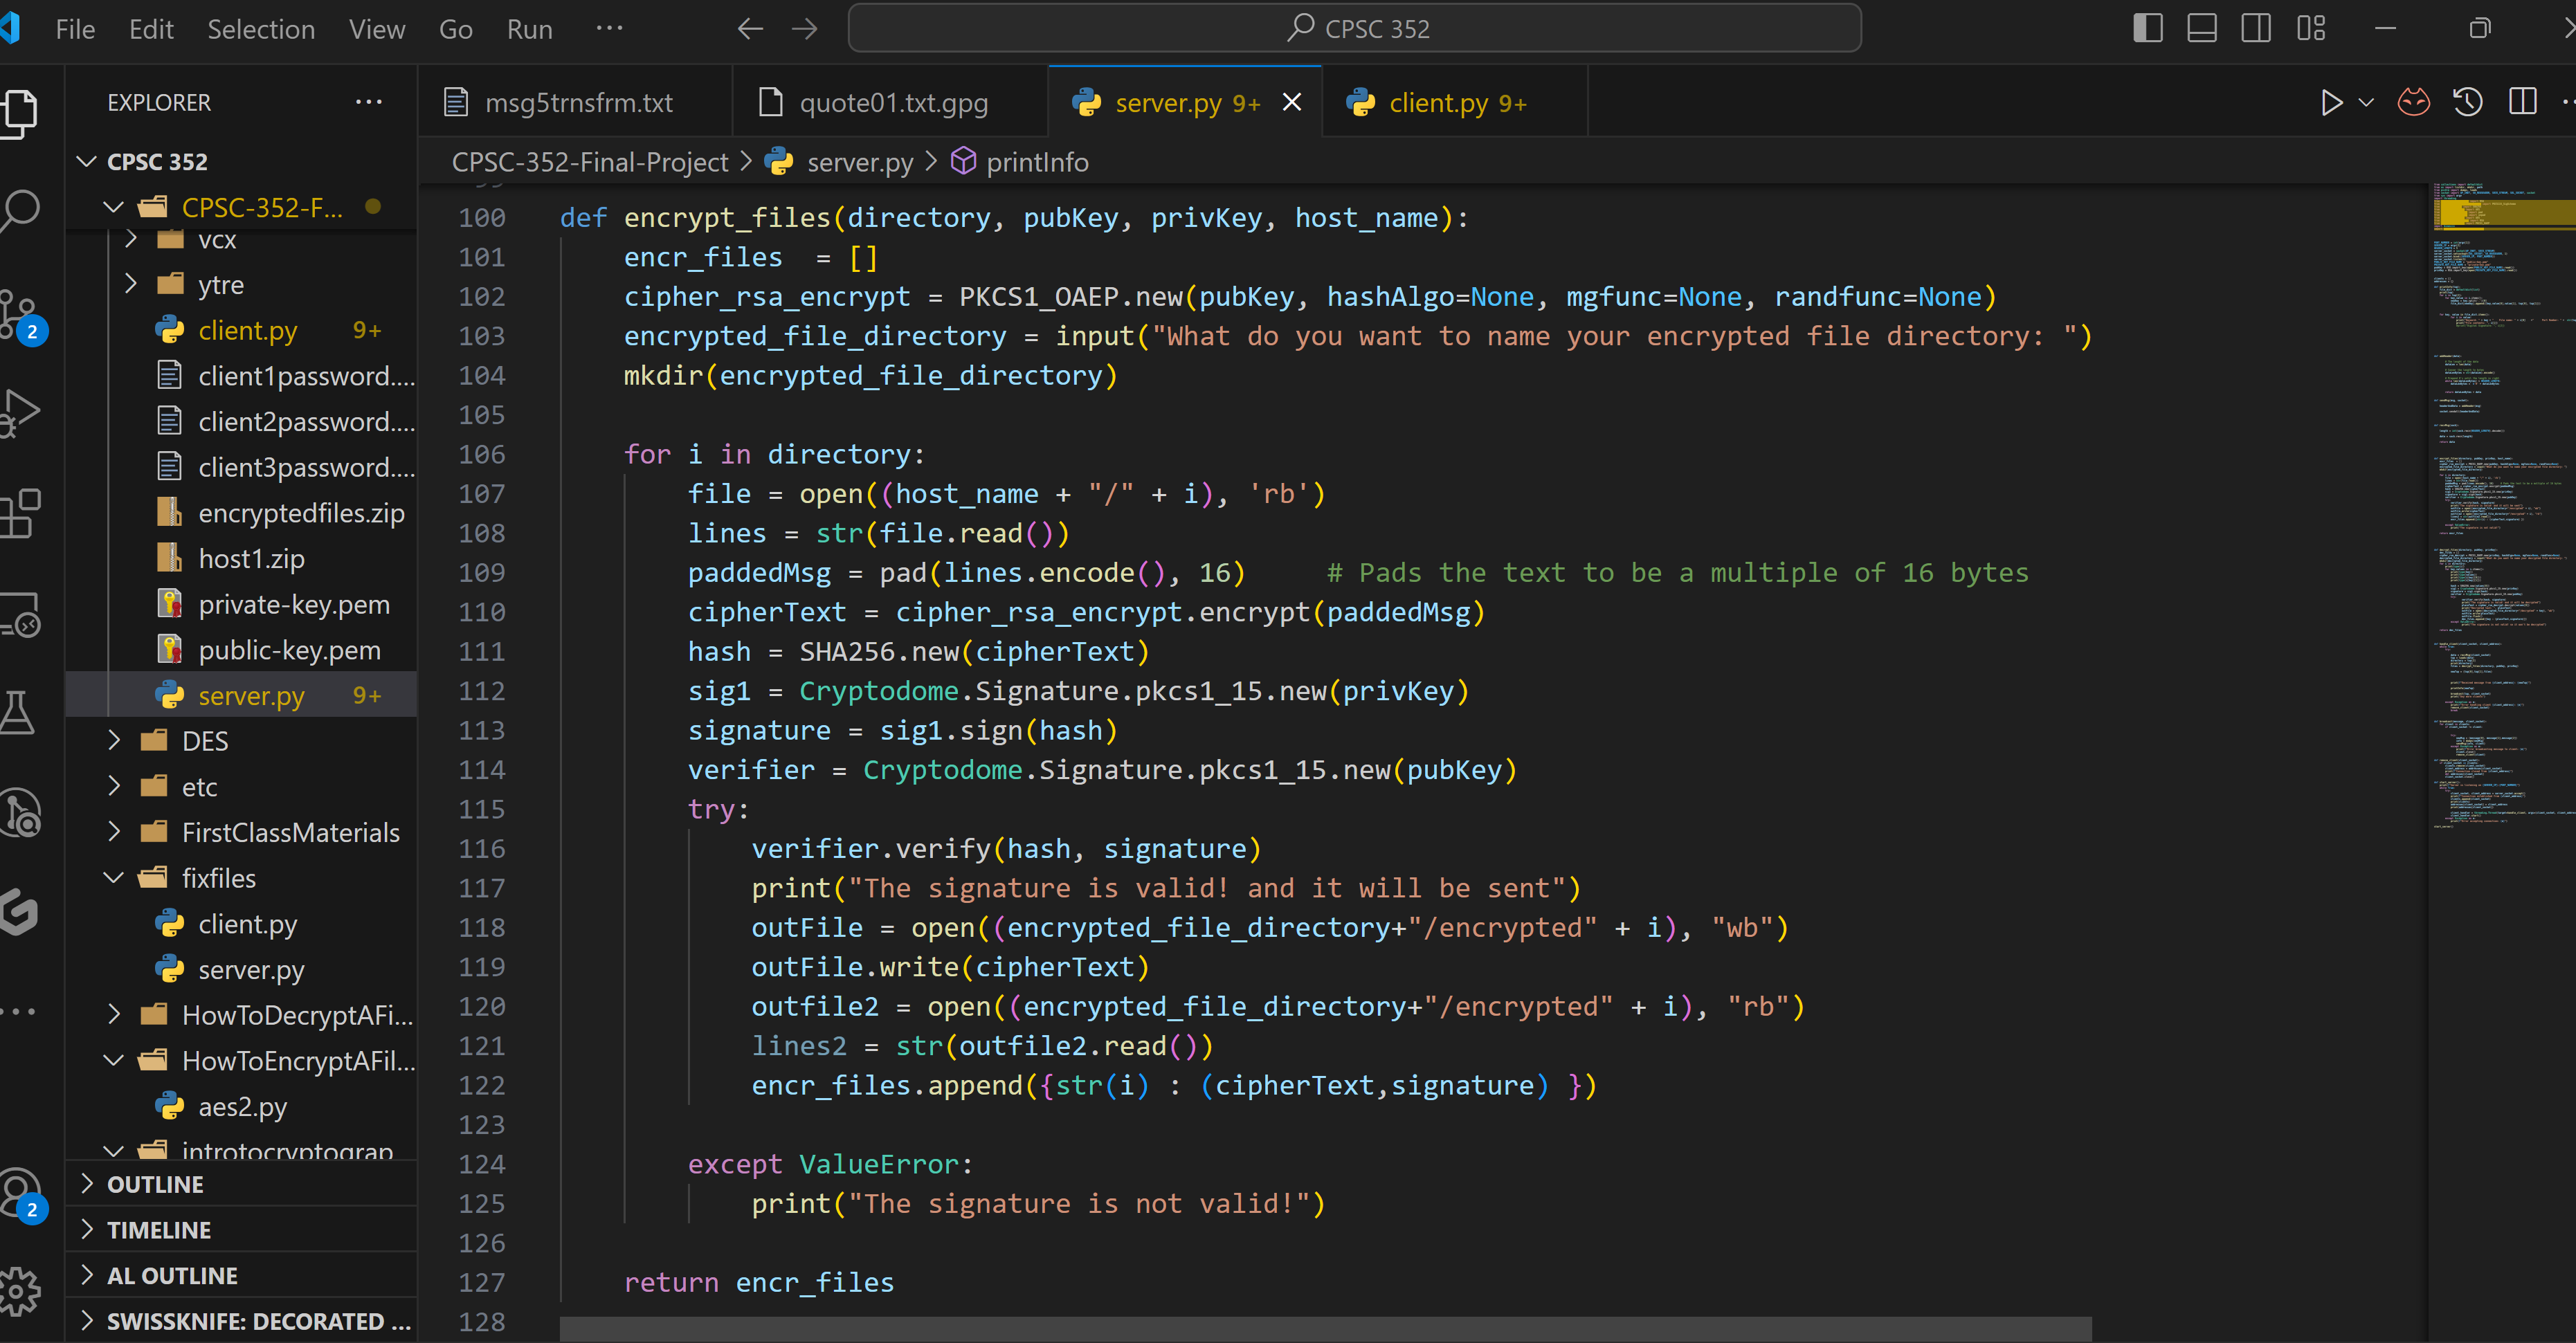 File Edit Selection View Go Run ... CPSC 352
EXPLORER ...
msg5trnsfrm.txt quote01.txt.gpg server.py 9+ client.py 9+
CPSC-352-Final-Project > server.py > printInfo
CPSC 352
CPSC-352-F...
vcx
ytre
client.py 9+
client1password....
client2password....
client3password....
encryptedfiles.zip
host1.zip
private-key.pem
public-key.pem
server.py 9+
DES
etc
FirstClassMaterials
fixfiles
client.py
server.py
HowToDecryptAFi...
HowToEncryptAFil...
aes2.py
introtocryptograp
OUTLINE
TIMELINE
AL OUTLINE
SWISSKNIFE: DECORATED ...
2
2
99
100 def encrypt_files(directory, pubKey, privKey, host_name):
101 encr_files  = []
102 cipher_rsa_encrypt = PKCS1_OAEP.new(pubKey, hashAlgo=None, mgfunc=None, randfunc=None)
103 encrypted_file_directory = input("What do you want to name your encrypted file directory: ")
104 mkdir(encrypted_file_directory)
105
106 for i in directory:
107 file = open((host_name + "/" + i), 'rb')
108 lines = str(file.read())
109 paddedMsg = pad(lines.encode(), 16)     # Pads the text to be a multiple of 16 bytes
110 cipherText = cipher_rsa_encrypt.encrypt(paddedMsg)
111 hash = SHA256.new(cipherText)
112 sig1 = Cryptodome.Signature.pkcs1_15.new(privKey)
113 signature = sig1.sign(hash)
114 verifier = Cryptodome.Signature.pkcs1_15.new(pubKey)
115 try:
116 verifier.verify(hash, signature)
117 print("The signature is valid! and it will be sent")
118 outFile = open((encrypted_file_directory+"/encrypted" + i), "wb")
119 outFile.write(cipherText)
120 outfile2 = open((encrypted_file_directory+"/encrypted" + i), "rb")
121 lines2 = str(outfile2.read())
122 encr_files.append({str(i) : (cipherText,signature) })
123
124 except ValueError:
125 print("The signature is not valid!")
126
127 return encr_files
128